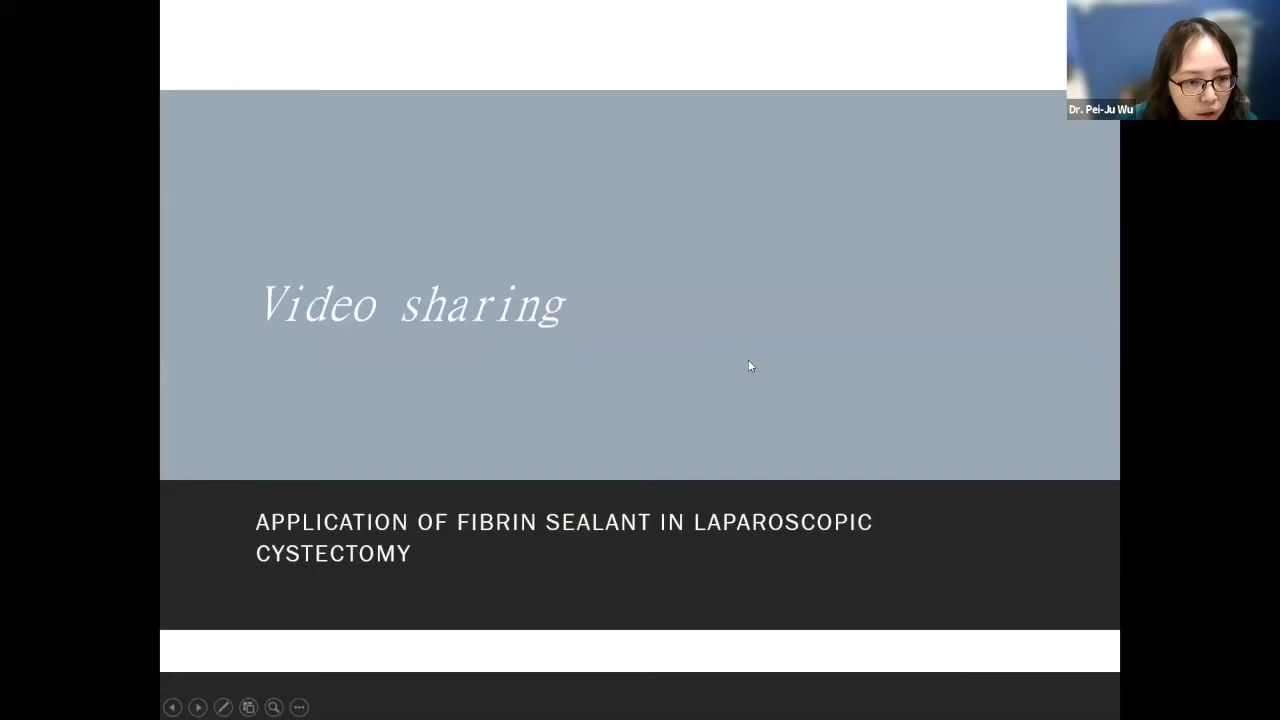 Dr. Pei-Ju Wu
Video sharing
APPLICATION OF FIBRIN SEALANT IN LAPAROSCOPIC
CYSTECTOMY